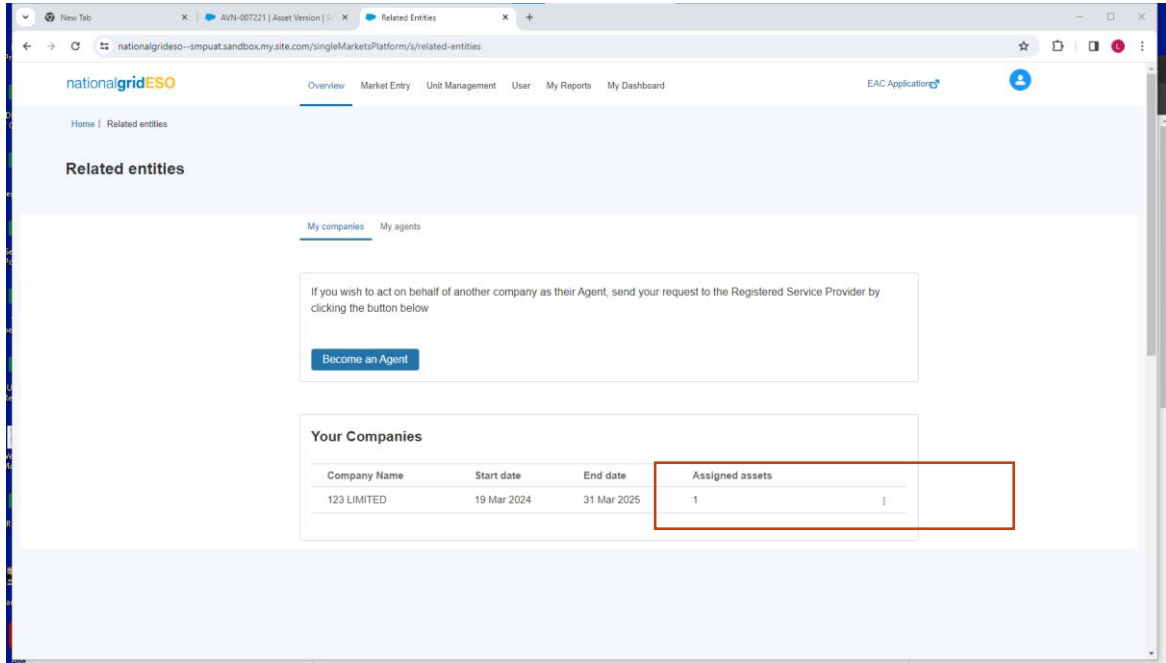 New Tab
AVN-007221 | Asset Version | S
Related Entities
nationalgrideso--smpuat.sandbox.my.site.com/singleMarketsPlatform/s/related-entities
L
nationalgridESO
Overview Market Entry Unit Management User My Reports My Dashboard
EAC Application
Home | Related entities
Related entities
My companies My agents
If you wish to act on behalf of another company as their Agent, send your request to the Registered Service Provider by
clicking the button below
Become an Agent
Your Companies
Company Name Start date End date Assigned assets
123 LIMITED 19 Mar 2024 31 Mar 2025 1